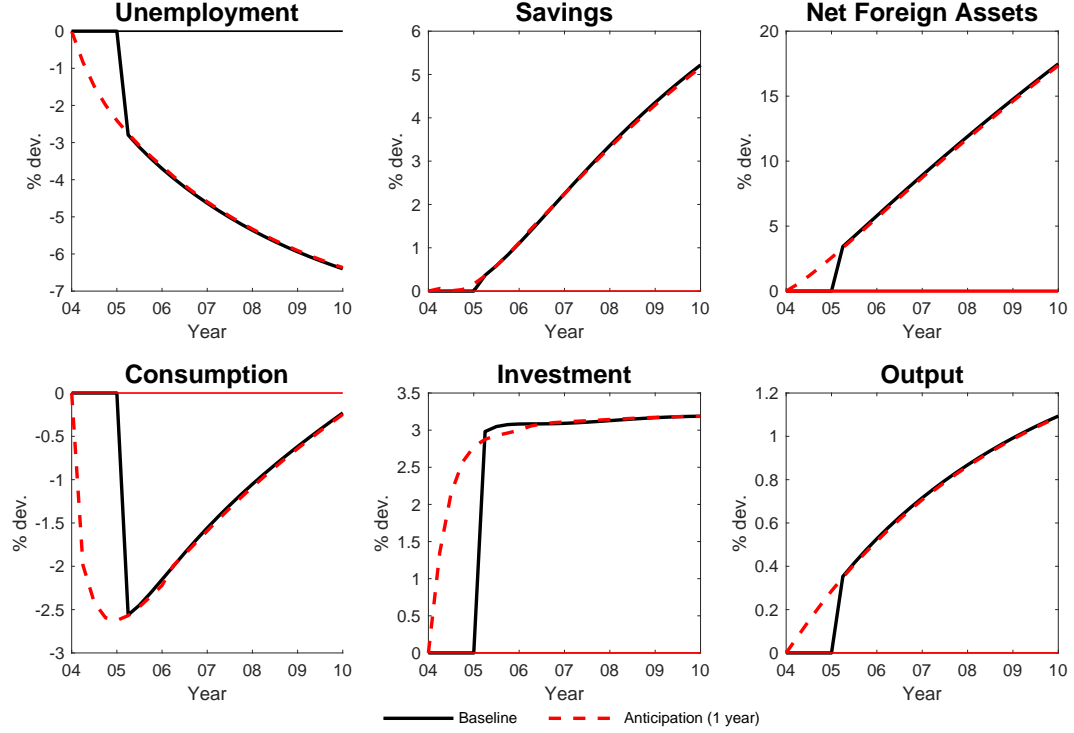 Unemployment
% dev.
0
-1
-2
-3
-4
-5
-6
-7
04 05 06 07 08 09 10
Year
Savings
% dev.
6
5
4
3
2
1
0
04 05 06 07 08 09 10
Year
Net Foreign Assets
% dev.
20
15
10
5
0
04 05 06 07 08 09 10
Year
Consumption
% dev.
0
-0.5
-1
-1.5
-2
-2.5
-3
04 05 06 07 08 09 10
Year
Investment
% dev.
3.5
3
2.5
2
1.5
1
0.5
0
04 05 06 07 08 09 10
Year
Output
% dev.
1.2
1
0.8
0.6
0.4
0.2
0
04 05 06 07 08 09 10
Year
Baseline Anticipation (1 year)